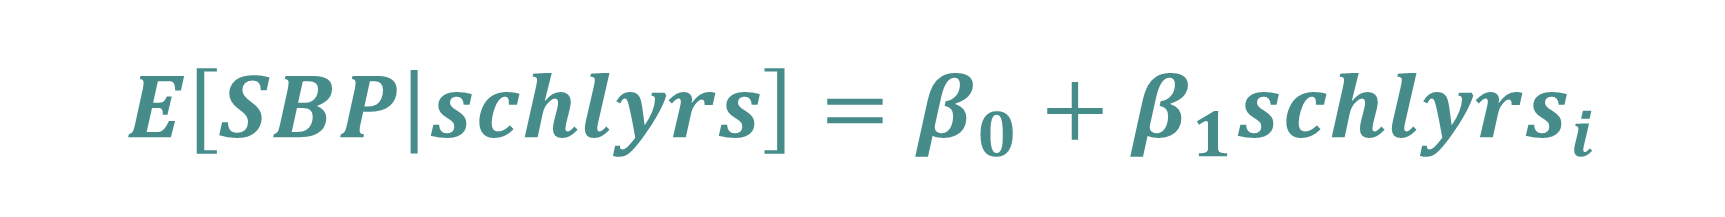 E[SBP|schlyrs] = β₀ + β₁schlyrsᵢ